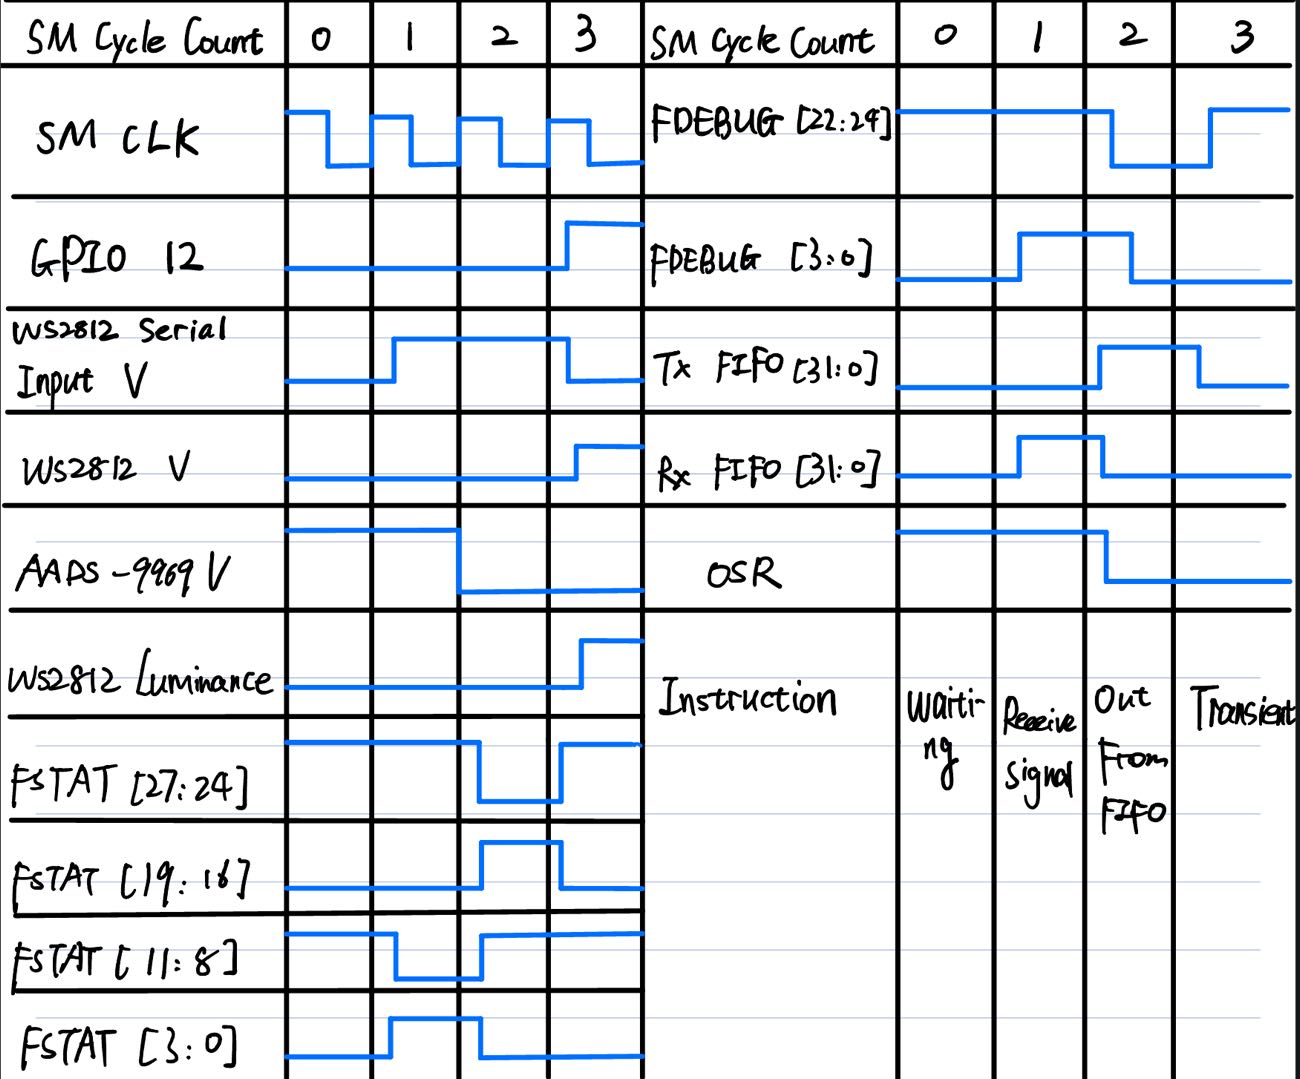 SM Cycle Count 0 1 2 3
SM CLK
GPIO 12
WS2812 Serial
Input V
WS2812 V
AADS-9969 V
WS2812 Luminance
FSTAT [27:24]
FSTAT [19:16]
FSTAT [11:8]
FSTAT [3:0]
SM Cycle Count 0 1 2 3
FDEBUG [22:24]
FDEBUG [3:0]
Tx FIFO [31:0]
Rx FIFO [31:0]
OSR
Instruction
Waiti-
ng
Receive
signal
Out
From
FIFO
Transient